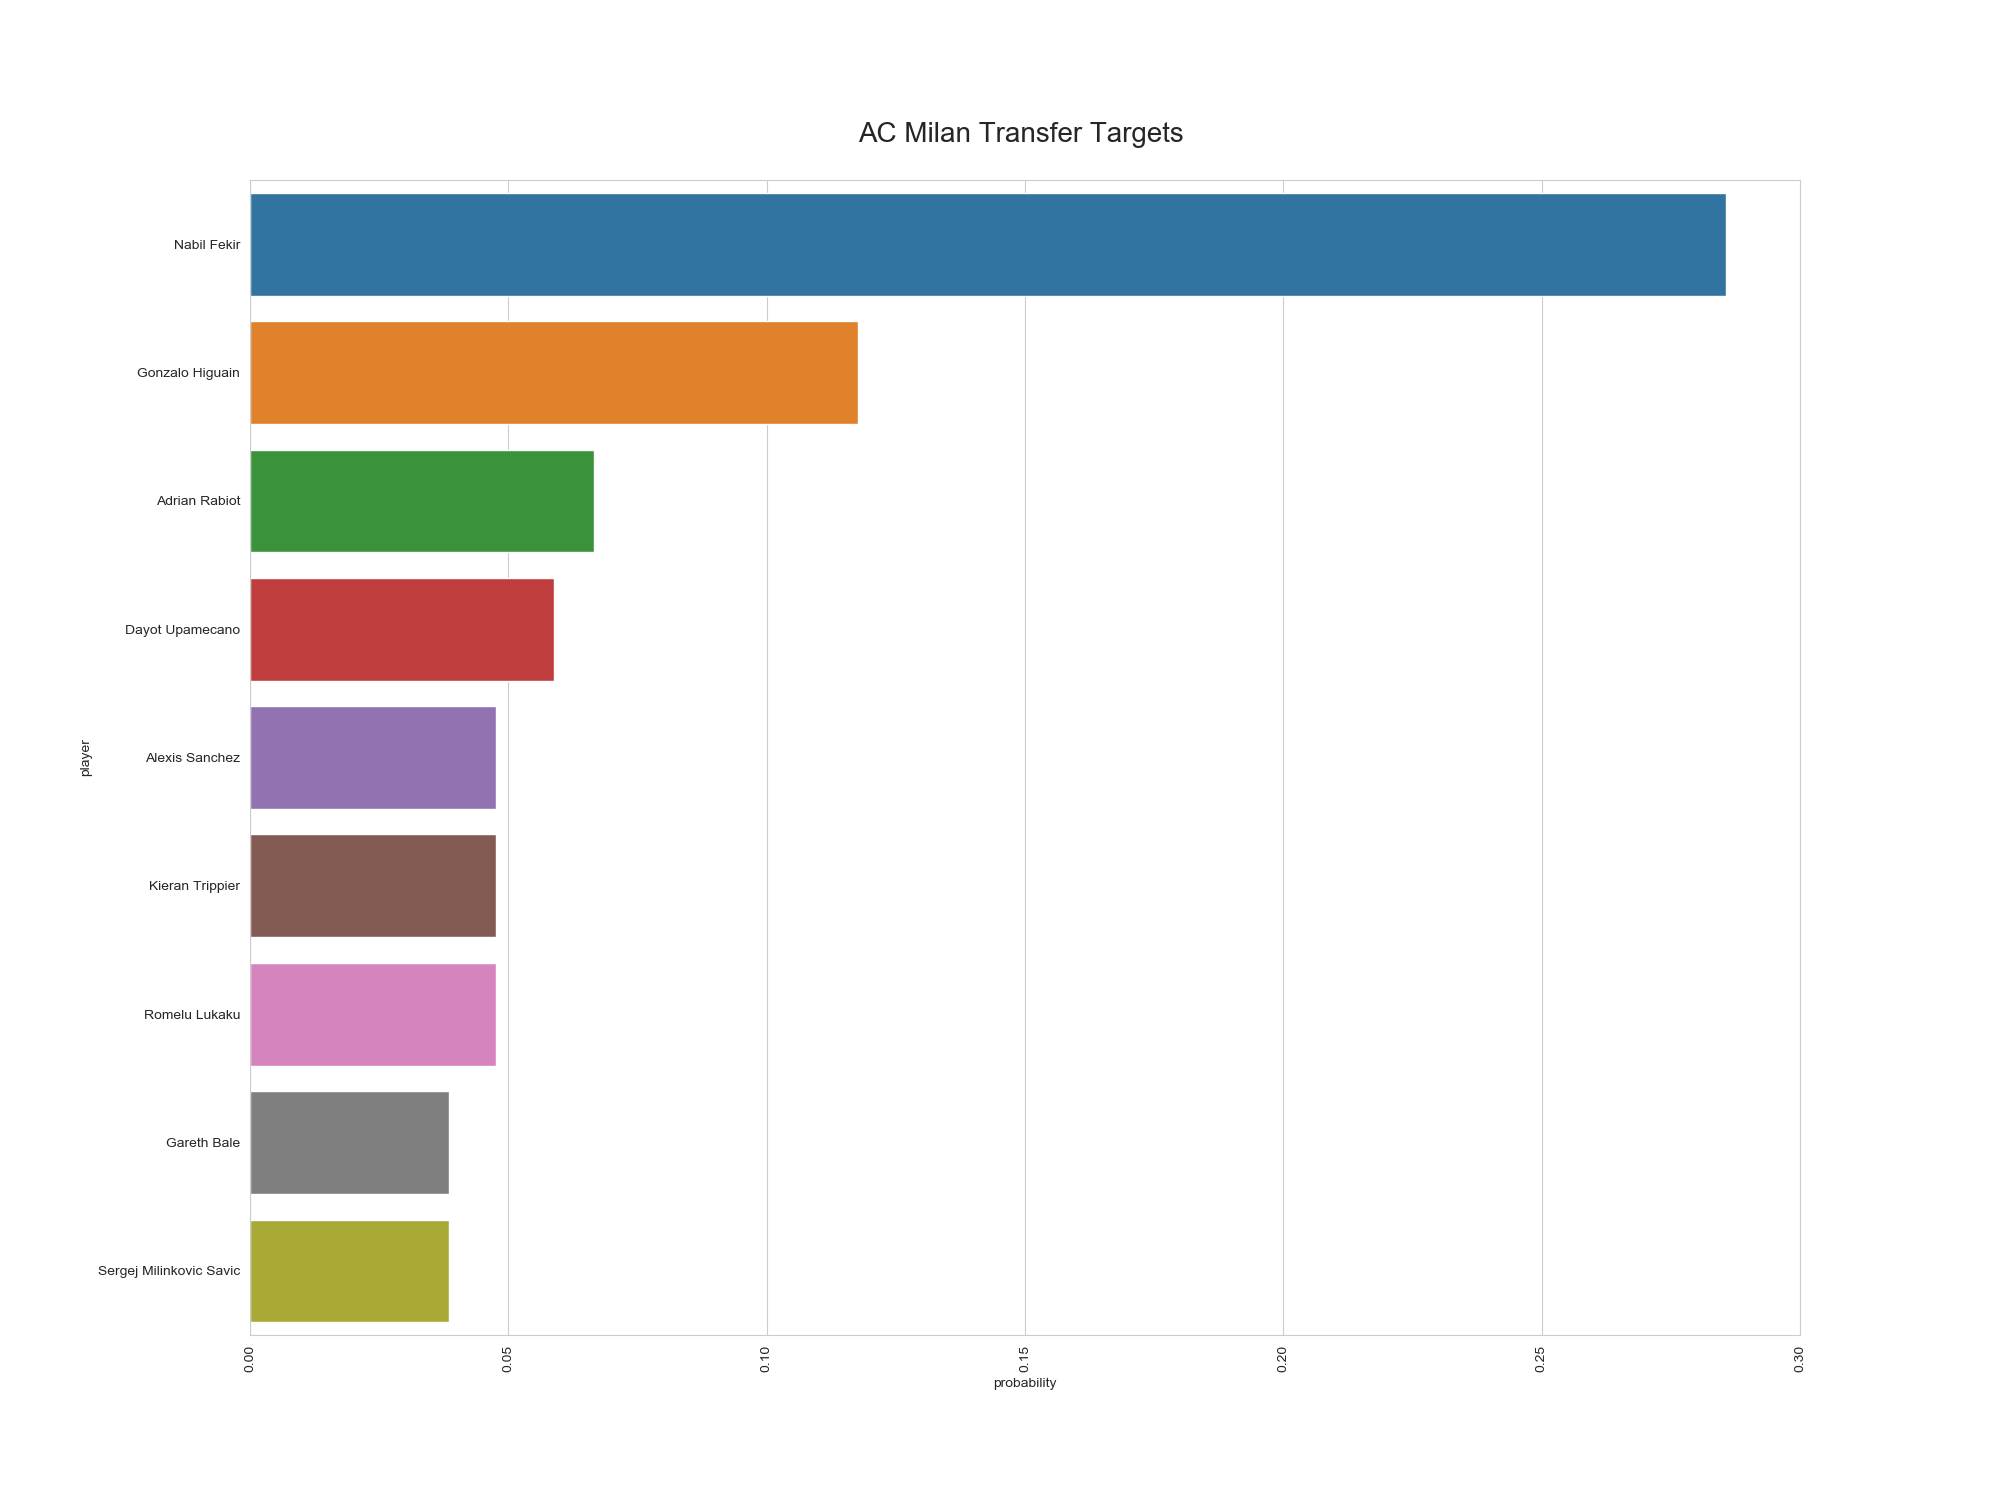 AC Milan Transfer Targets
Nabil Fekir
Gonzalo Higuain
Adrian Rabiot
Dayot Upamecano
Alexis Sanchez
Kieran Trippier
Romelu Lukaku
Gareth Bale
Sergej Milinkovic Savic
player
0.00
0.05
0.10
0.15
0.20
0.25
0.30
probability